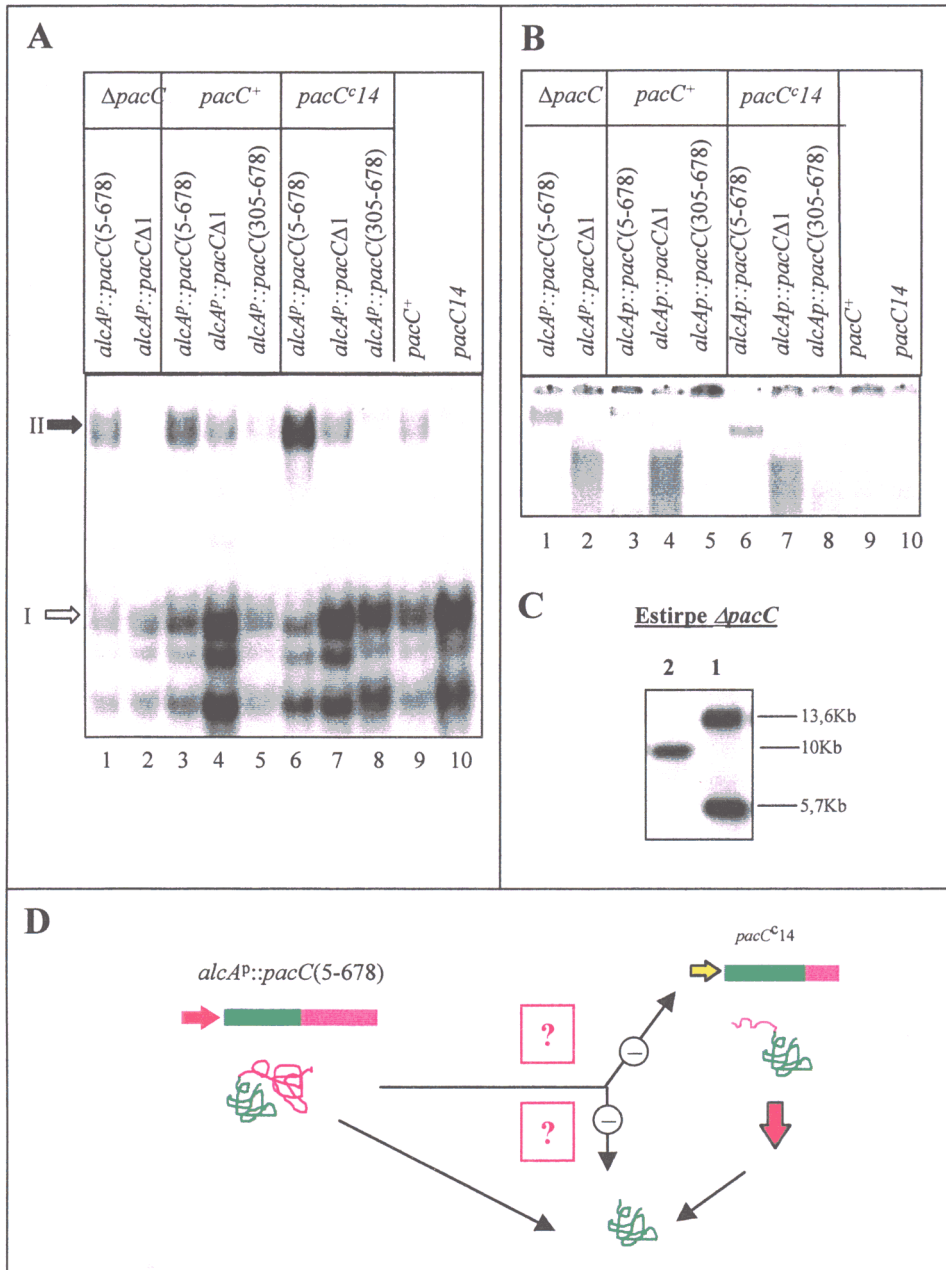 A
ΔpacC pacC⁺ pacCᶜ14
alcAᵖ::pacC(5-678)
alcAᵖ::pacCΔ1
alcAᵖ::pacC(5-678)
alcAᵖ::pacCΔ1
alcAᵖ::pacC(305-678)
alcAᵖ::pacC(5-678)
alcAᵖ::pacCΔ1
alcAᵖ::pacC(305-678)
pacC⁺
pacC14
II
I
1 2 3 4 5 6 7 8 9 10
B
ΔpacC pacC⁺ pacCᶜ14
alcAᵖ::pacC(5-678)
alcAᵖ::pacCΔ1
alcAp::pacC(5-678)
alcAp::pacCΔ1
alcAp::pacC(305-678)
alcAp::pacC(5-678)
alcAp::pacCΔ1
alcAp::pacC(305-678)
pacC⁺
pacC14
1 2 3 4 5 6 7 8 9 10
C
Estirpe ΔpacC
2 1
13,6Kb
10Kb
5,7Kb
D
pacCᶜ14
alcAᵖ::pacC(5-678)
?
−
?
−